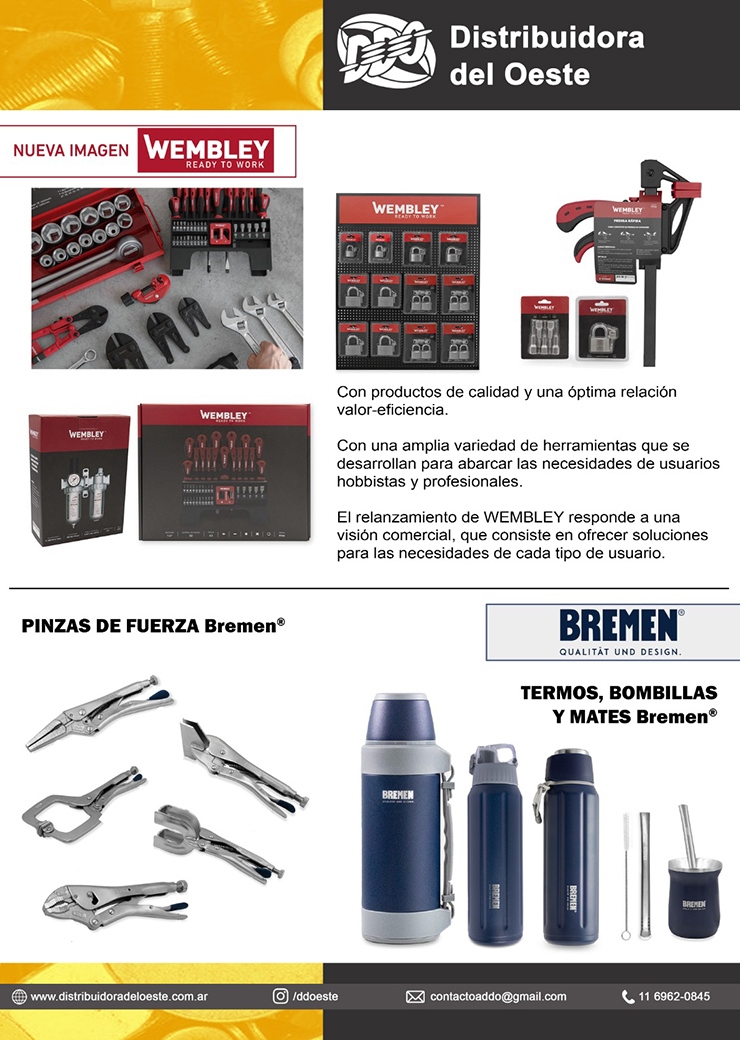 DDO
Distribuidora
del Oeste
NUEVA IMAGEN
WEMBLEY
READY TO WORK
WEMBLEY
READY TO WORK
WEMBLEY
PRENSA RÁPIDA
WEMBLEY
WEMBLEY
READY TO WORK
Con productos de calidad y una óptima relación
valor-eficiencia.
Con una amplia variedad de herramientas que se
desarrollan para abarcar las necesidades de usuarios
hobbistas y profesionales.
El relanzamiento de WEMBLEY responde a una
visión comercial, que consiste en ofrecer soluciones
para las necesidades de cada tipo de usuario.
PINZAS DE FUERZA Bremen®
BREMEN®
QUALITÄT UND DESIGN.
TERMOS, BOMBILLAS
Y MATES Bremen®
BREMEN
BREMEN
BREMEN
BREMEN
www.distribuidoradeloeste.com.ar
/ddoeste
contactoaddo@gmail.com
11 6962-0845